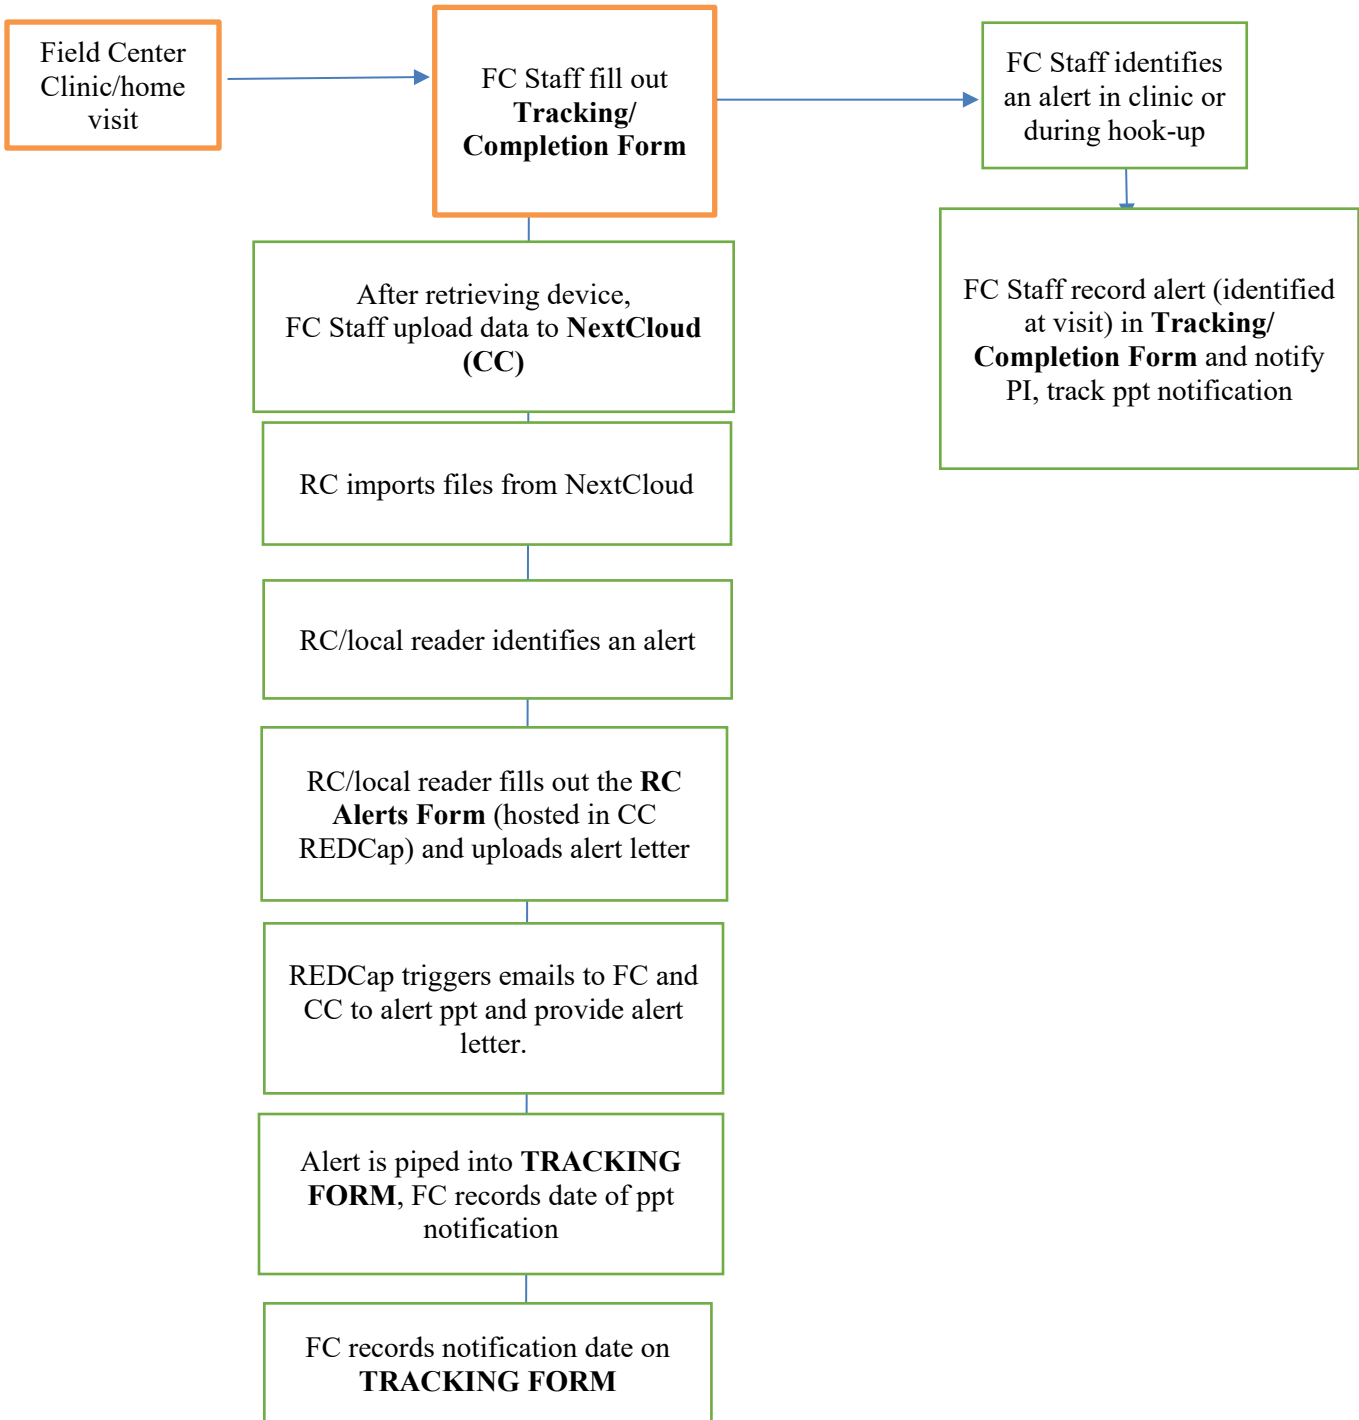 Field Center
Clinic/home
visit
FC Staff fill out
Tracking/
Completion Form
FC Staff identifies
an alert in clinic or
during hook-up
FC Staff record alert (identified
at visit) in Tracking/
Completion Form and notify
PI, track ppt notification
After retrieving device,
FC Staff upload data to NextCloud
(CC)
RC imports files from NextCloud
RC/local reader identifies an alert
RC/local reader fills out the RC
Alerts Form (hosted in CC
REDCap) and uploads alert letter
REDCap triggers emails to FC and
CC to alert ppt and provide alert
letter.
Alert is piped into TRACKING
FORM, FC records date of ppt
notification
FC records notification date on
TRACKING FORM